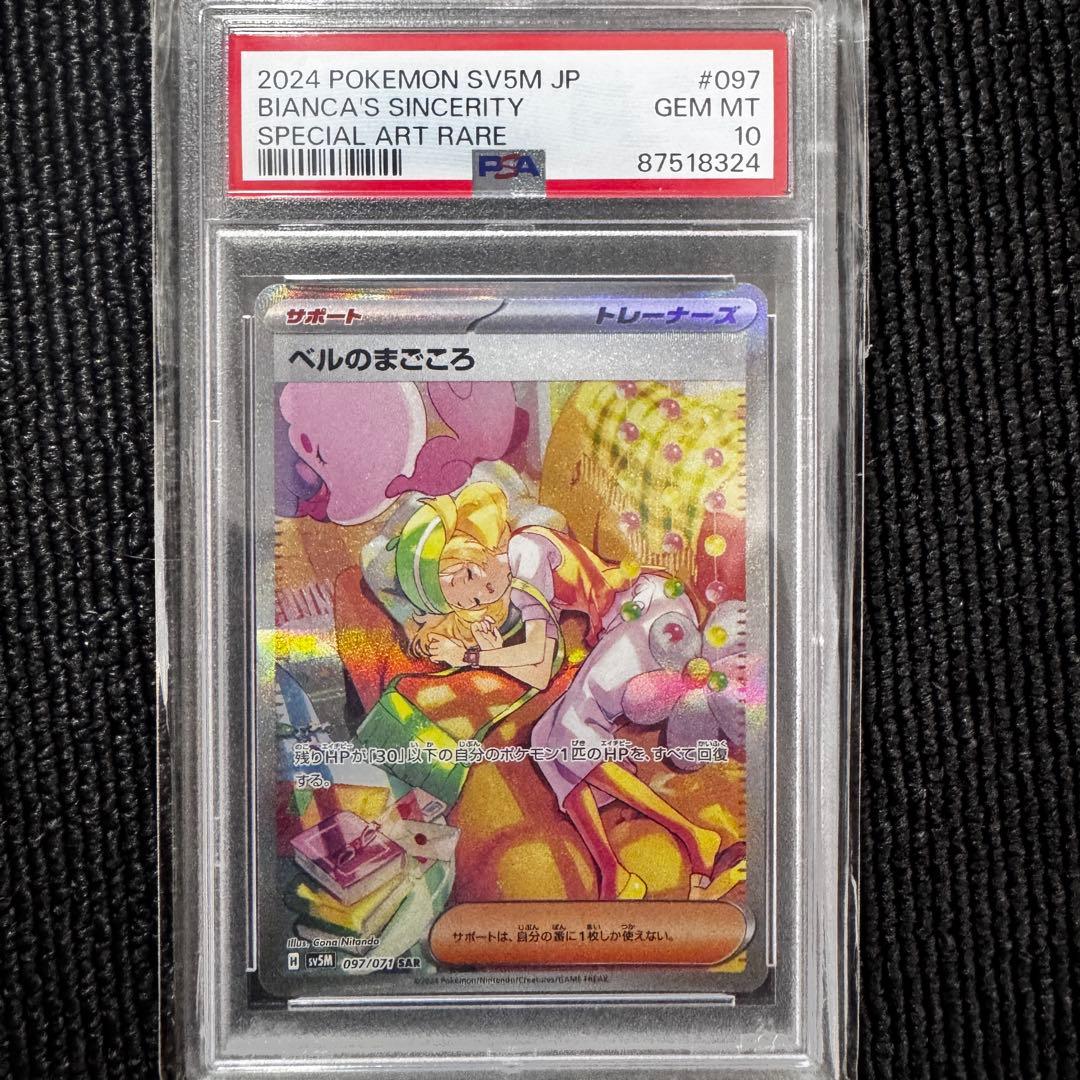 2024 POKEMON SV5M JP #097
BIANCA'S SINCERITY GEM MT
SPECIAL ART RARE 10
PSA 87518324
サポート トレーナーズ
ベルのまごころ
残りHPが「30」以下の自分のポケモン1匹のHPを、すべて回復
する。
サポートは、自分の番に1枚しか使えない。
Illus. Gona Nitanda
H SV5M 097/071 SAR
©2024 Pokémon/Nintendo/Creatures/GAME FREAK